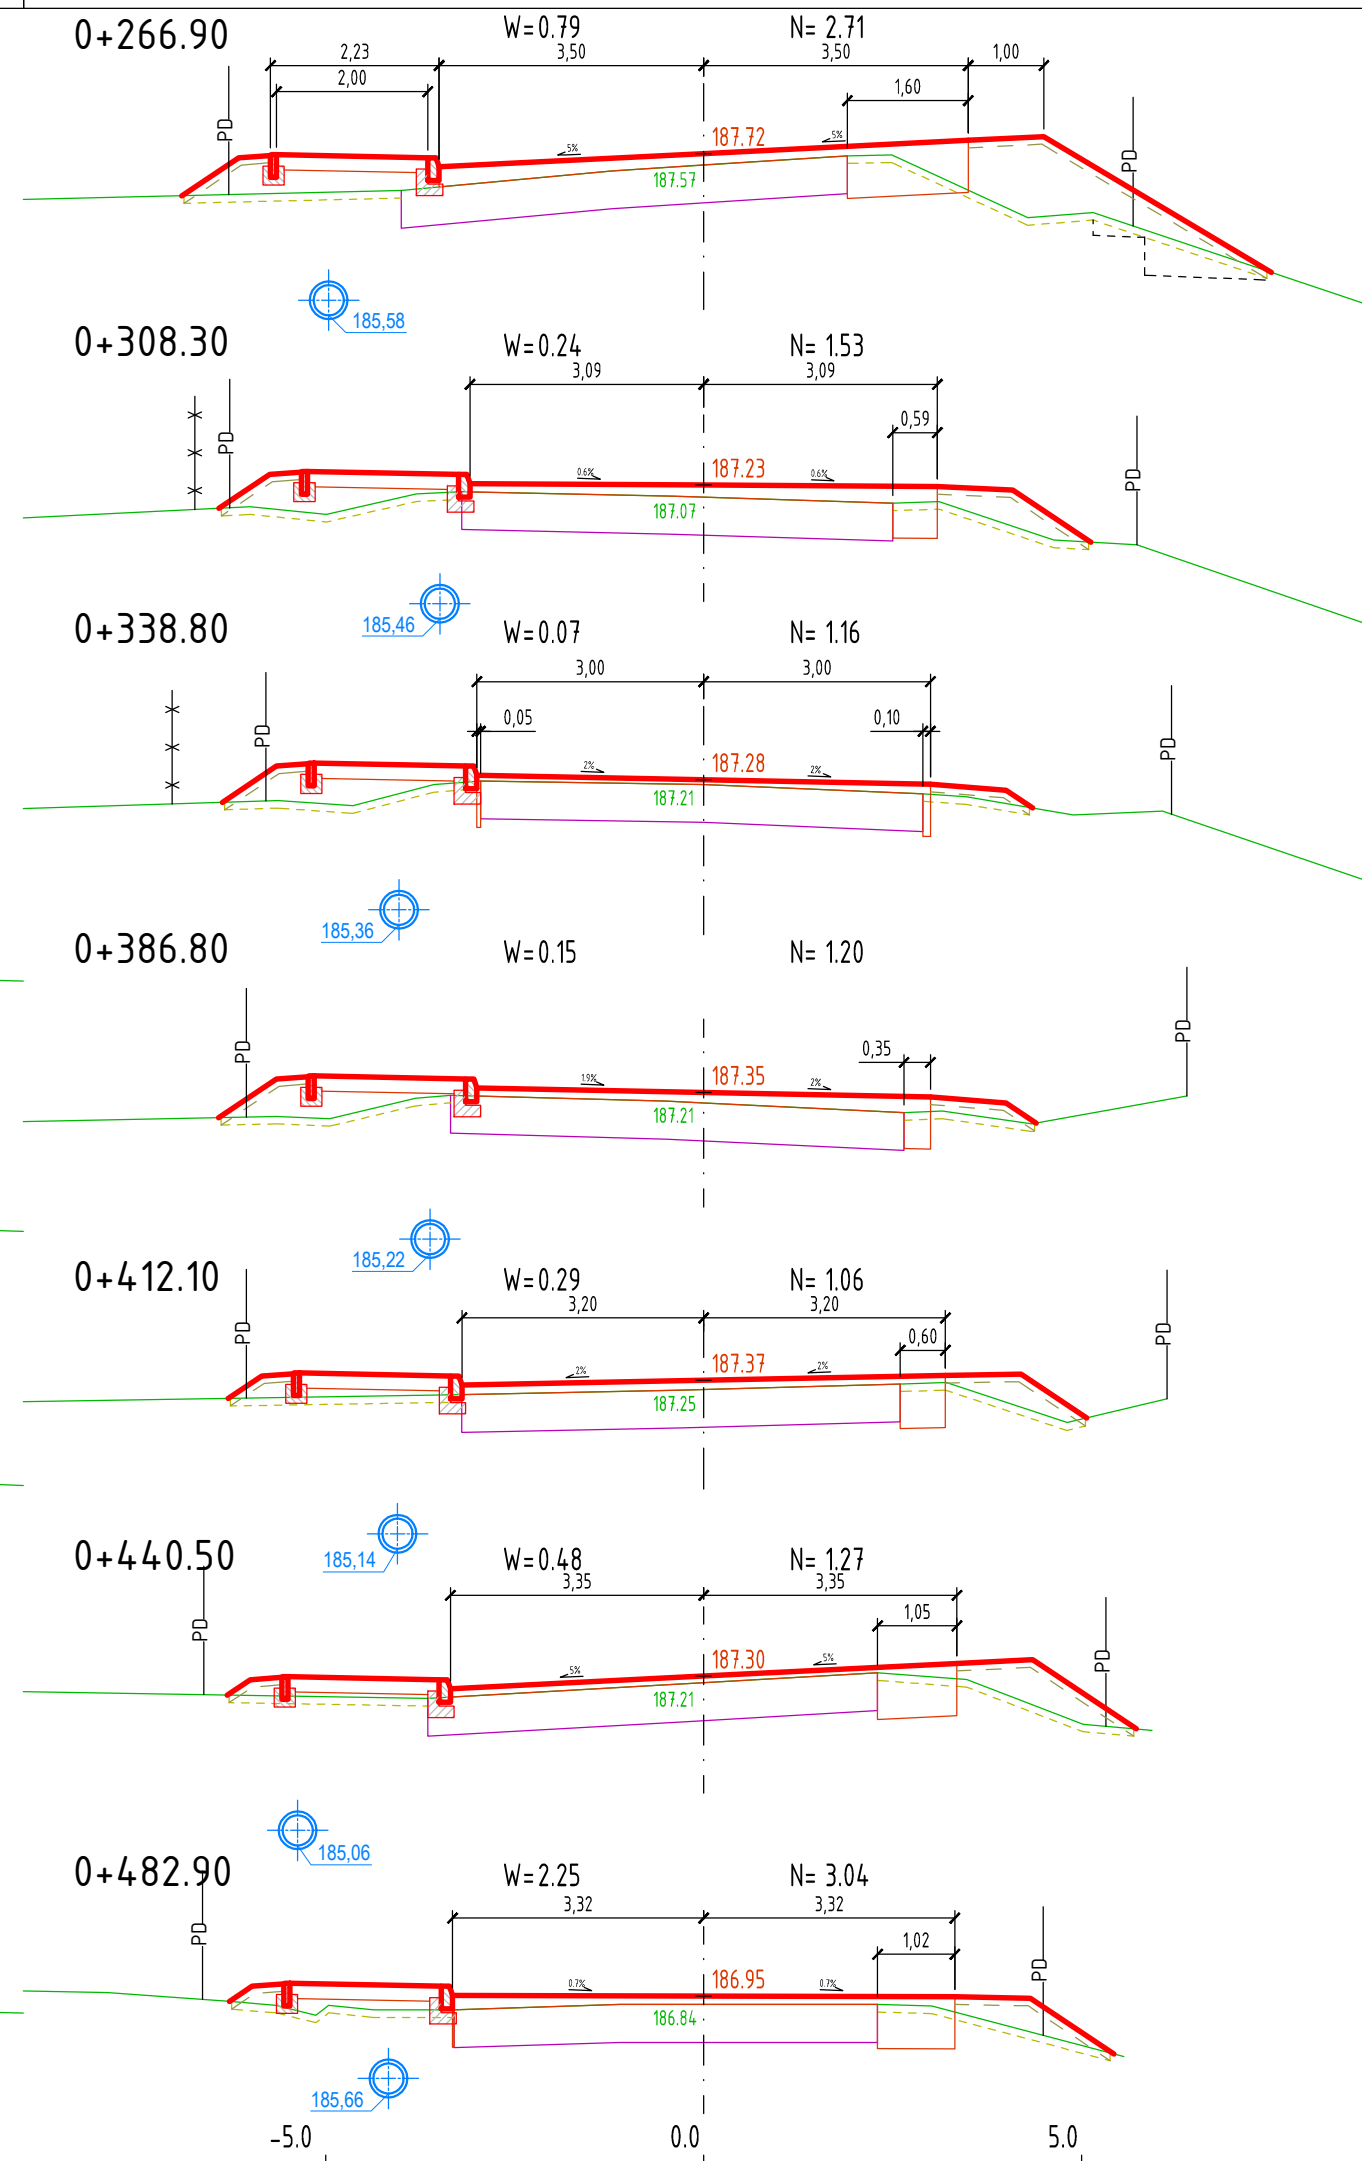 0+266.90
W=0.79
N= 2.71
2,23
3,50
3,50
1,00
2,00
1,60
PD
187.72
5%
5%
PD
187.57
185,58
0+308.30
W=0.24
N= 1.53
3,09
3,09
0,59
PD
187.23
0.6%
0.6%
PD
187.07
185,46
0+338.80
W=0.07
N= 1.16
3,00
3,00
0,05
0,10
PD
187.28
2%
2%
PD
187.21
185,36
0+386.80
W=0.15
N= 1.20
PD
0,35
PD
187.35
1.9%
2%
187.21
185,22
0+412.10
W=0.29
N= 1.06
3,20
3,20
0,60
PD
PD
187.37
2%
2%
187.25
185,14
0+440.50
W=0.48
N= 1.27
3,35
3,35
1,05
PD
187.30
5%
5%
PD
187.21
185,06
0+482.90
W=2.25
N= 3.04
3,32
3,32
1,02
PD
186.95
0.7%
0.7%
PD
186.84
185,66
-5.0
0.0
5.0